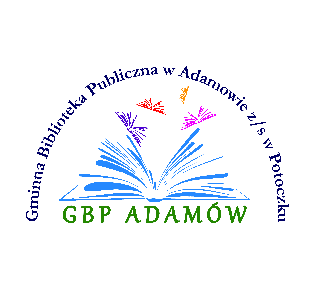 Gminna Biblioteka Publiczna w Adamowie z/s w Potoczku
GBP ADAMÓW